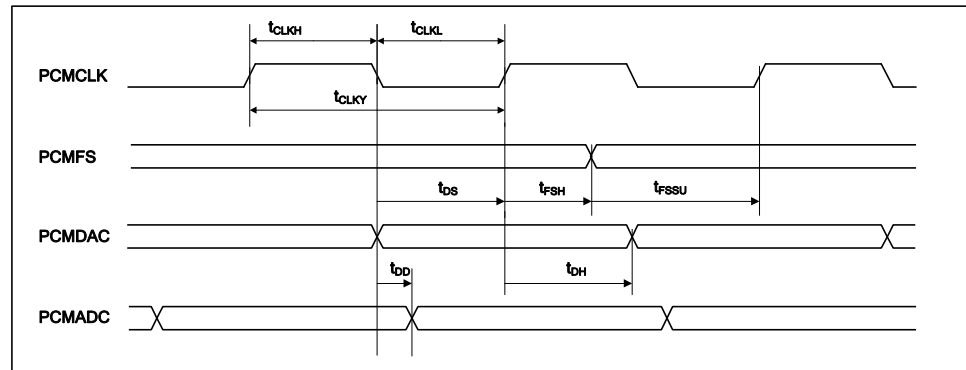 tCLKH tCLKL
PCMCLK
tCLKY
PCMFS
tDS tFSH tFSSU
PCMDAC
tDD tDH
PCMADC